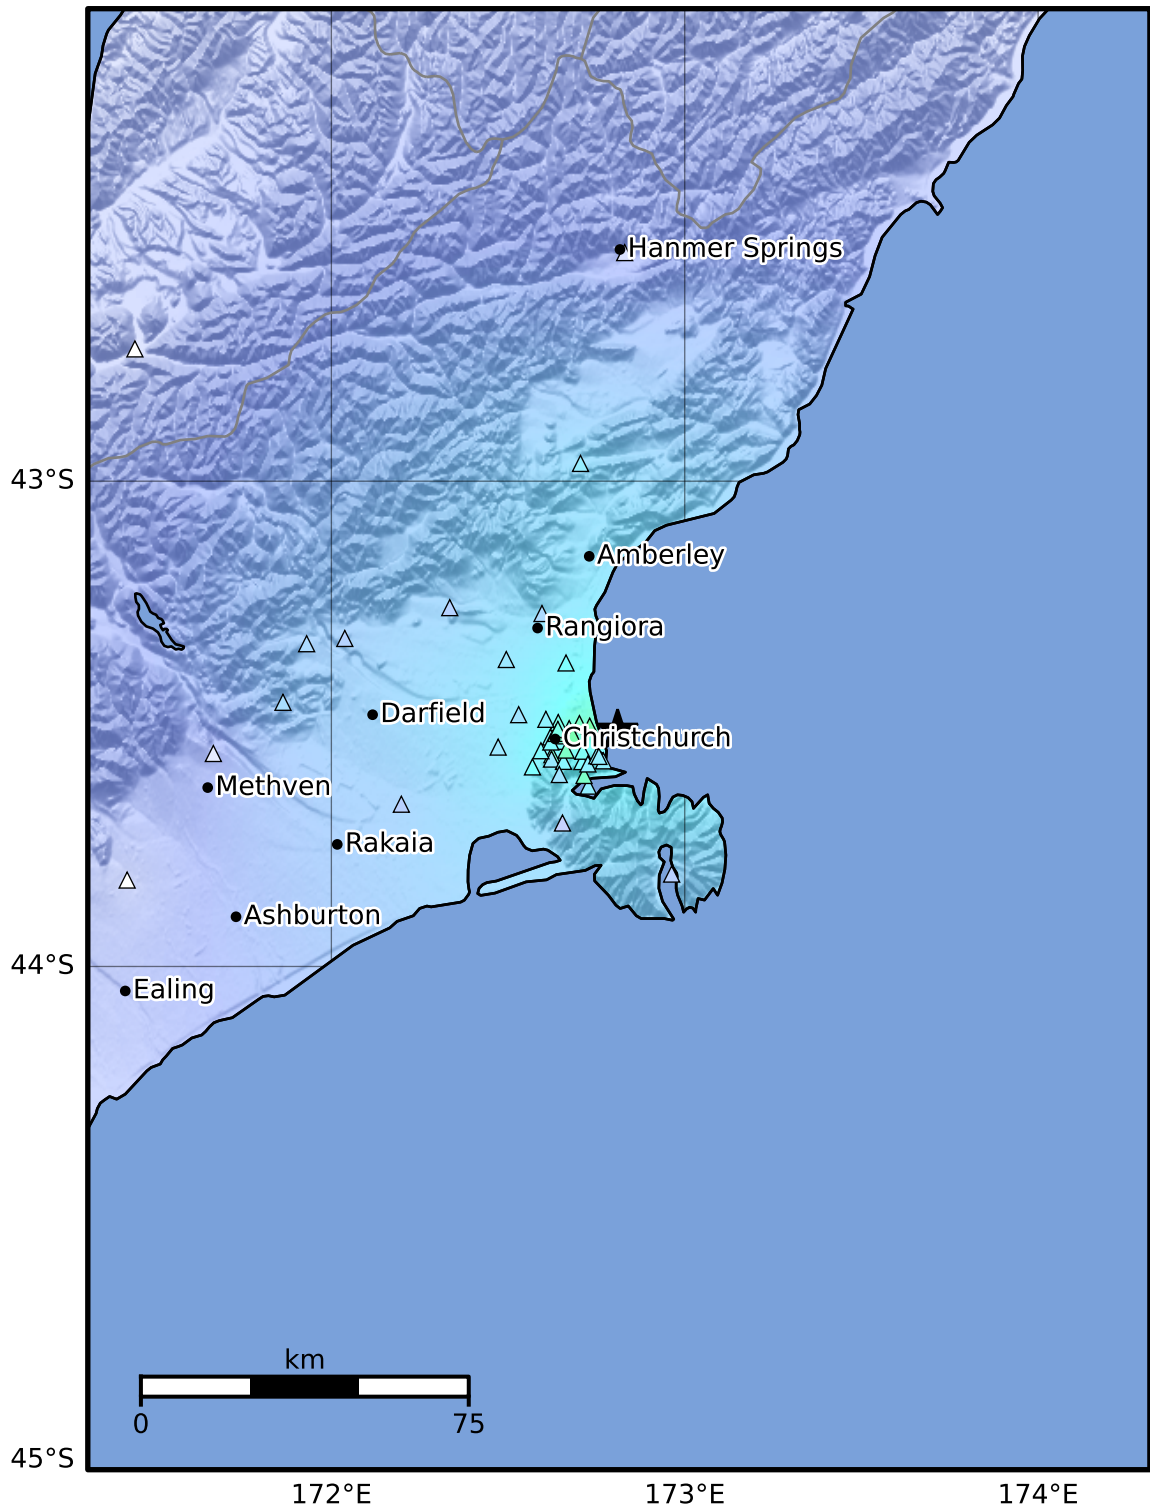 Hanmer Springs
43°S
Amberley
Rangiora
Darfield
Christchurch
Methven
Rakaia
Ashburton
44°S
Ealing
km
0
75
45°S
172°E
173°E
174°E